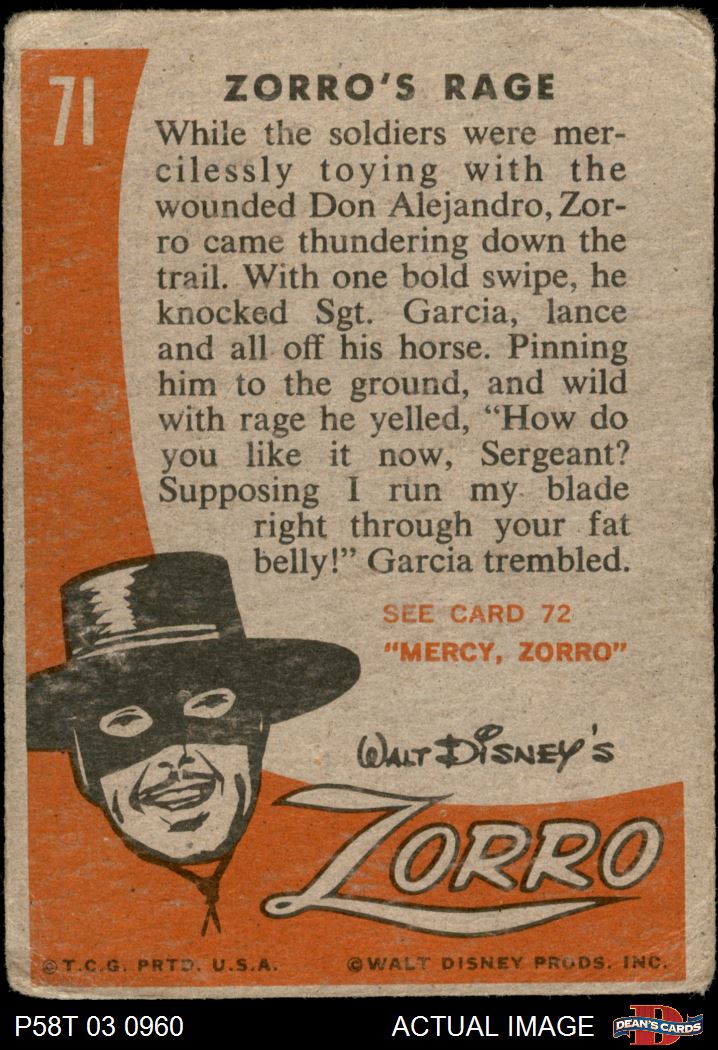 71
ZORRO'S RAGE
While the soldiers were mer-
cilessly toying with the
wounded Don Alejandro, Zor-
ro came thundering down the
trail. With one bold swipe, he
knocked Sgt. Garcia, lance
and all off his horse. Pinning
him to the ground, and wild
with rage he yelled, “How do
you like it now, Sergeant?
Supposing I run my blade
right through your fat
belly!” Garcia trembled.
SEE CARD 72
“MERCY, ZORRO”
WALT DISNEY'S
ZORRO
© T.C.G. PRTD. U.S.A. © WALT DISNEY PRODS. INC.
P58T 03 0960 ACTUAL IMAGE DEAN'S CARDS